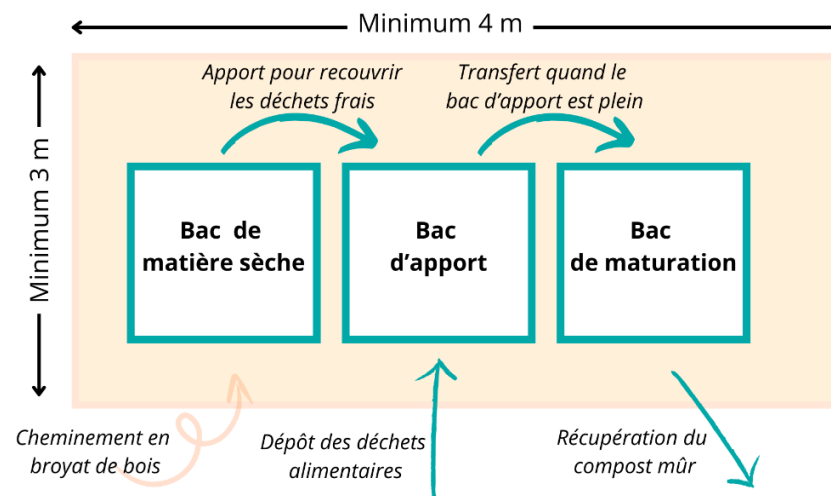 Minimum 4 m
Apport pour recouvrir
les déchets frais
Transfert quand le
bac d’apport est plein
Minimum 3 m
Bac de
matière sèche
Bac
d’apport
Bac
de maturation
Cheminement en
broyat de bois
Dépôt des déchets
alimentaires
Récupération du
compost mûr